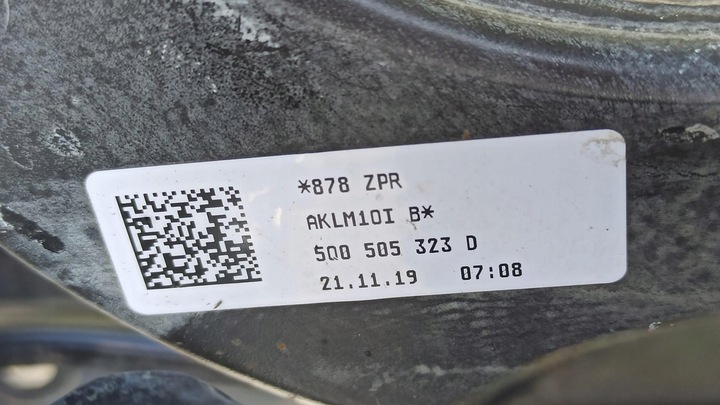 *878 ZPR
AKLM10I B*
5Q0 505 323 D
21.11.19 07:08